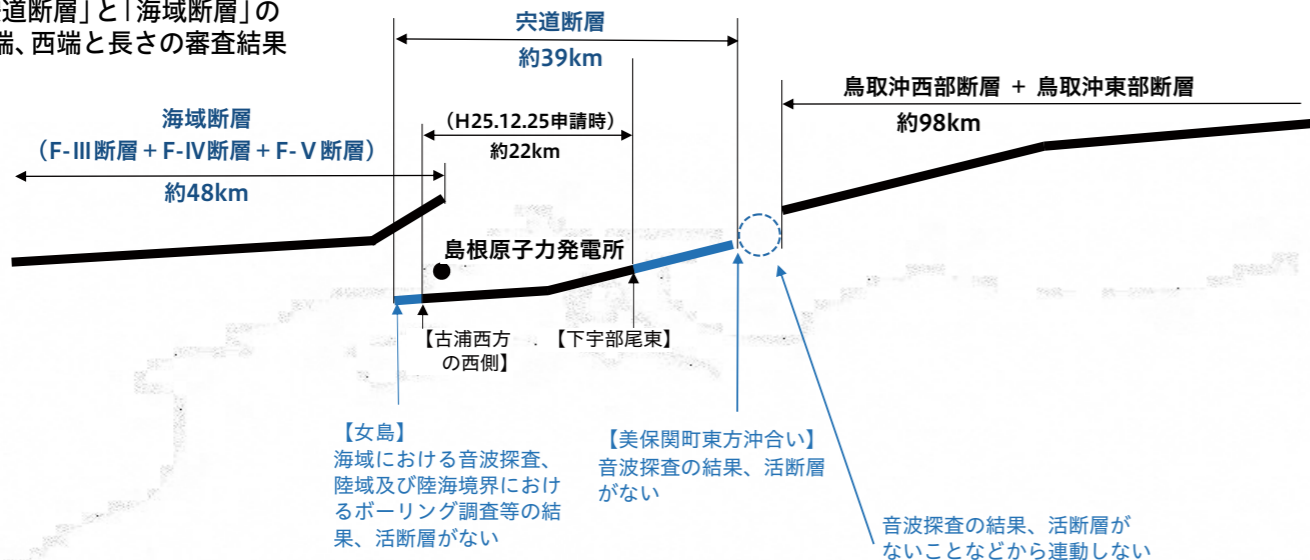 道断層」と「海域断層」の
端、西端と長さの審査結果
宍道断層
約39km
鳥取沖西部断層 + 鳥取沖東部断層
約98km
(H25.12.25申請時)
約22km
海域断層
(F-Ⅲ断層+F-Ⅳ断層+F-Ⅴ断層)
約48km
島根原子力発電所
【古浦西方
の西側】
【下宇部尾東】
【女島】
海域における音波探査、
陸域及び陸海境界におけ
るボーリング調査等の結
果、活断層がない
【美保関町東方沖合い】
音波探査の結果、活断層
がない
音波探査の結果、活断層が
ないことなどから連動しない